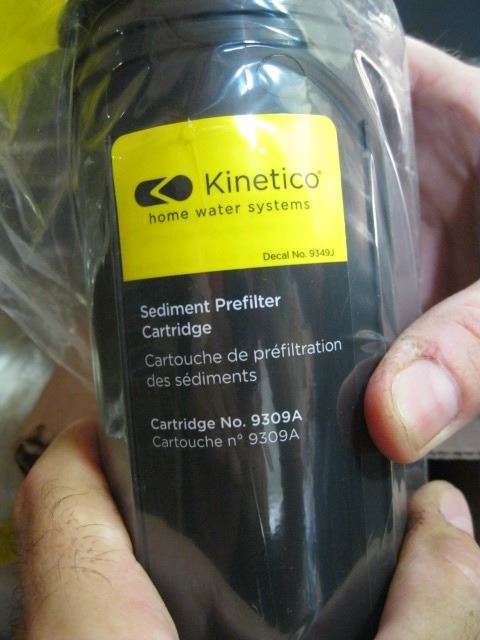 Kinetico®
home water systems
Decal No. 9349J
Sediment Prefilter
Cartridge
Cartouche de préfiltration
des sédiments
Cartridge No. 9309A
Cartouche n° 9309A